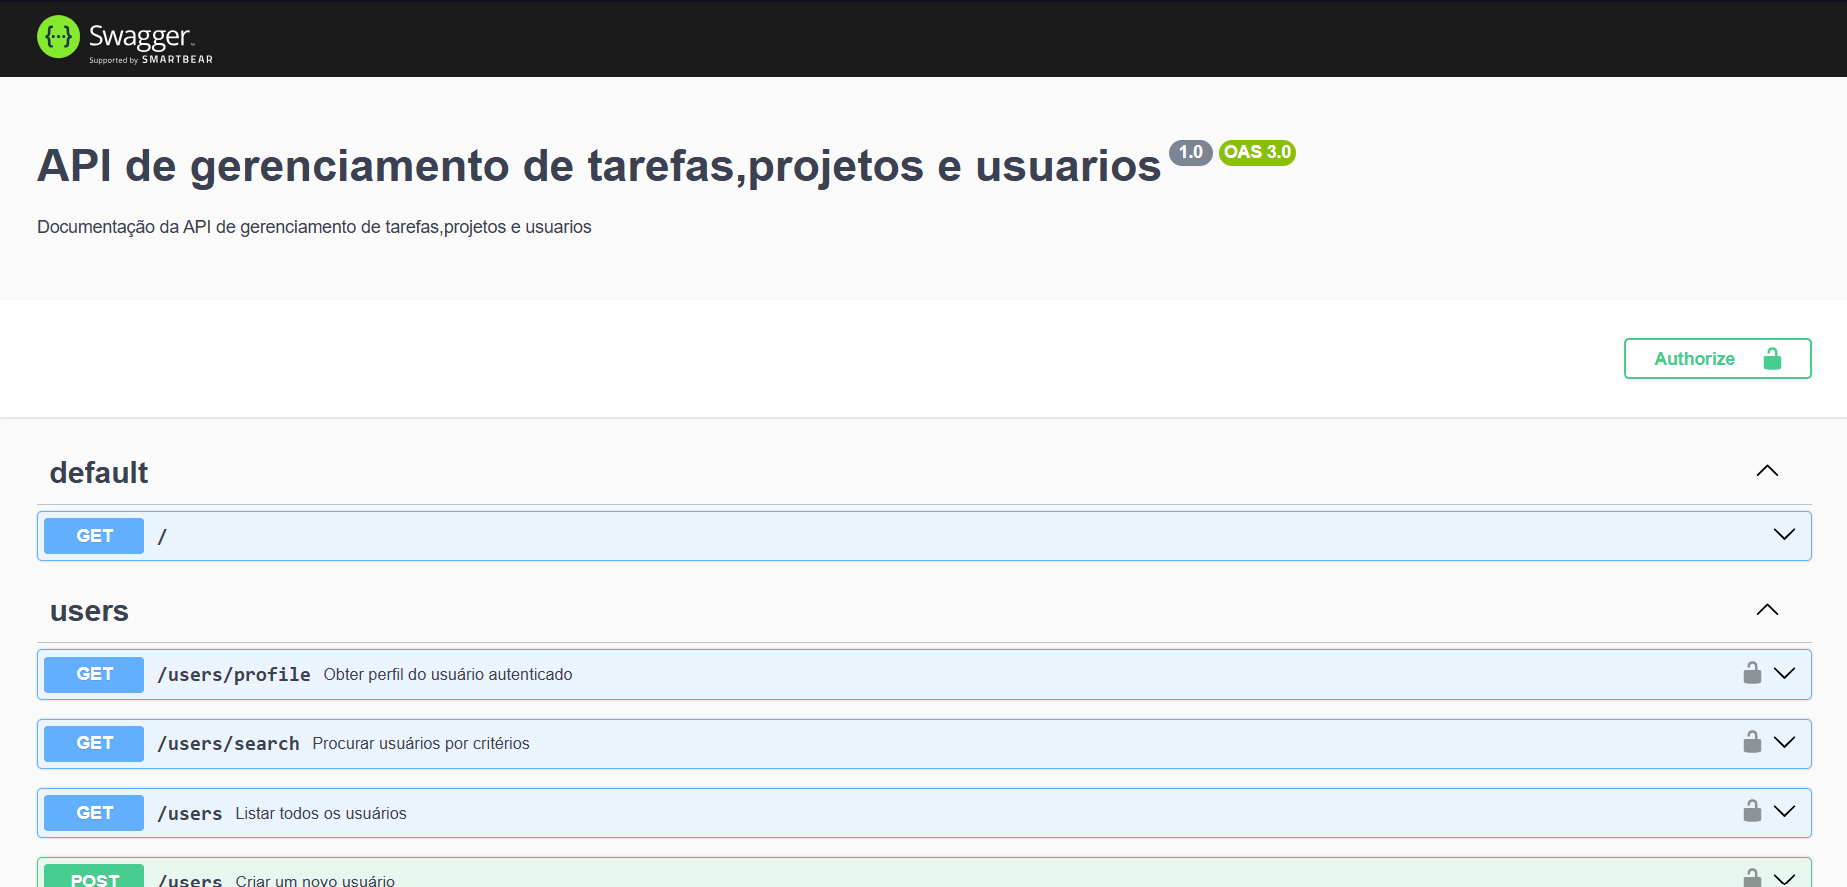 Swagger
Supported by SMARTBEAR
API de gerenciamento de tarefas,projetos e usuarios 1.0 OAS 3.0
Documentação da API de gerenciamento de tarefas,projetos e usuarios
Authorize
default
GET /
users
GET /users/profile Obter perfil do usuário autenticado
GET /users/search Procurar usuários por critérios
GET /users Listar todos os usuários
POST /users Criar um novo usuário